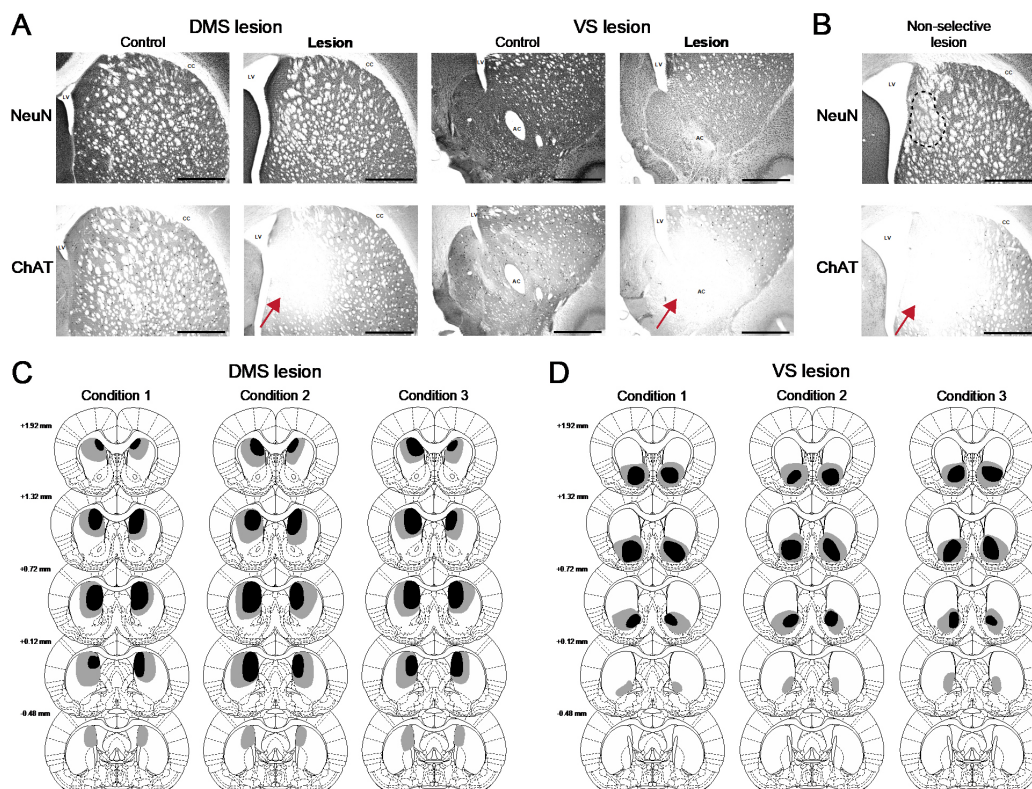 A
DMS lesion
VS lesion
B
Control
Lesion
Control
Lesion
Non-selective
lesion
NeuN
NeuN
LV
CC
LV
CC
LV
AC
LV
AC
LV
CC
ChAT
ChAT
LV
CC
LV
CC
LV
AC
LV
AC
LV
CC
C
DMS lesion
D
VS lesion
Condition 1
Condition 2
Condition 3
Condition 1
Condition 2
Condition 3
+1.92 mm
+1.92 mm
+1.32 mm
+1.32 mm
+0.72 mm
+0.72 mm
+0.12 mm
+0.12 mm
-0.48 mm
-0.48 mm